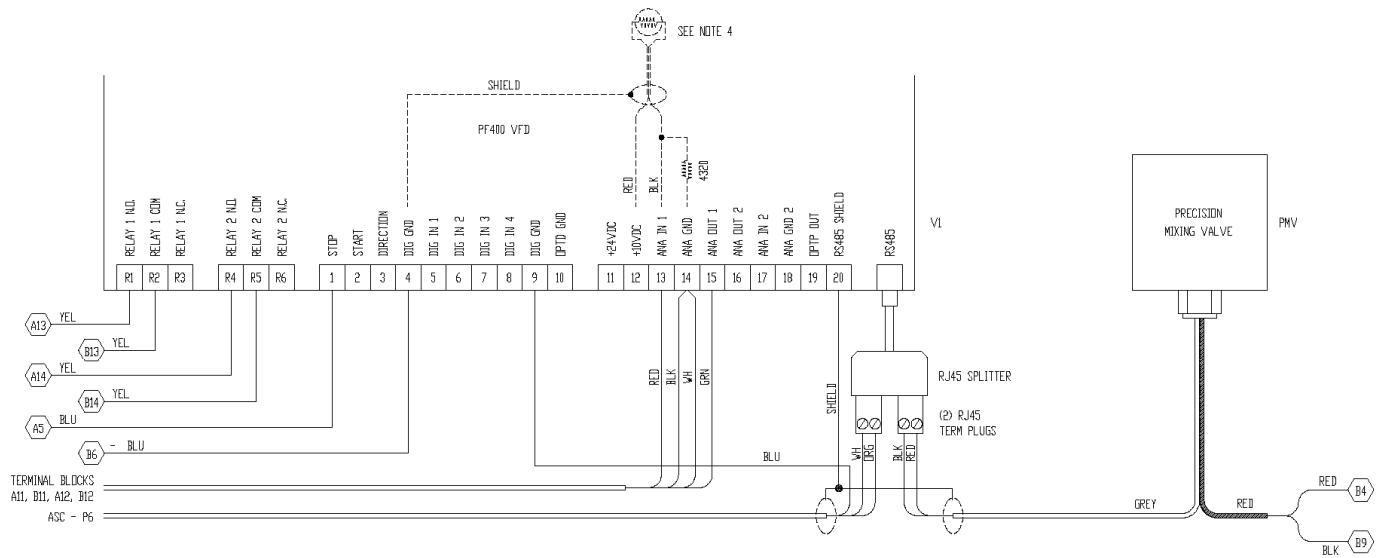 SEE NOTE 4
SHIELD
PF400 VFD
4320
RED
BLK
RELAY 1 N.O.
RELAY 1 COM
RELAY 1 N.C.
RELAY 2 N.O.
RELAY 2 COM
RELAY 2 N.C.
STOP
START
DIRECTION
DIG GND
DIG IN 1
DIG IN 2
DIG IN 3
DIG IN 4
DIG GND
OPTO GND
+24VDC
+10VDC
ANA IN 1
ANA GND
ANA OUT 1
ANA OUT 2
ANA IN 2
ANA GND 2
OPTP OUT
RS485 SHIELD
RS485
V1
R1 R2 R3 R4 R5 R6 1 2 3 4 5 6 7 8 9 10 11 12 13 14 15 16 17 18 19 20
PRECISION
MIXING VALVE
PMV
A13 YEL
B13 YEL
A14 YEL
B14 YEL
A5 BLU
B6 - BLU
RED
BLK
WH
GRN
SHIELD
RJ45 SPLITTER
(2) RJ45
TERM PLUGS
WH
ORG
BLK
RED
BLU
TERMINAL BLOCKS
A11, B11, A12, B12
ASC - P6
GREY
RED
RED B4
BLK B9